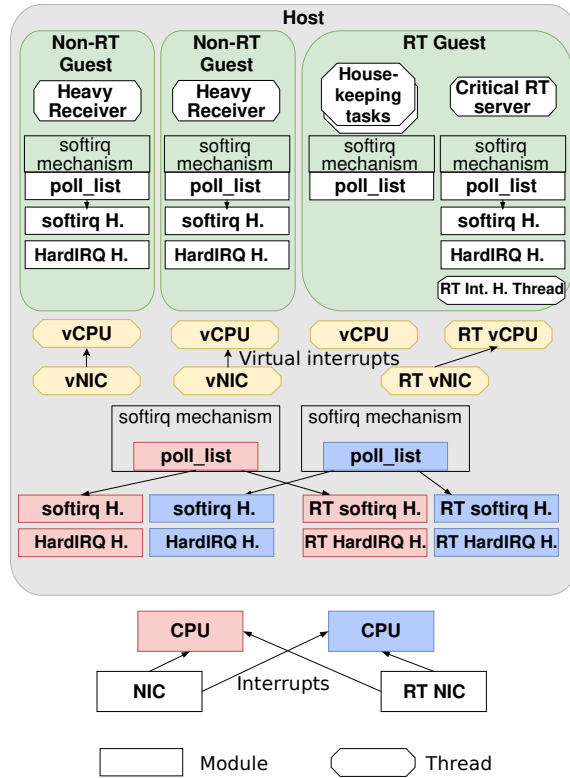 Host
Non-RT
Guest
Non-RT
Guest
RT Guest
Heavy
Receiver
Heavy
Receiver
House-
keeping
tasks
Critical RT
server
softirq
mechanism
softirq
mechanism
softirq
mechanism
softirq
mechanism
poll_list
poll_list
poll_list
poll_list
softirq H.
softirq H.
softirq H.
HardIRQ H.
HardIRQ H.
HardIRQ H.
RT Int. H. Thread
vCPU
vCPU
vCPU
RT vCPU
Virtual interrupts
vNIC
vNIC
RT vNIC
softirq mechanism
softirq mechanism
poll_list
poll_list
softirq H.
softirq H.
RT softirq H.
RT softirq H.
HardIRQ H.
HardIRQ H.
RT HardIRQ H.
RT HardIRQ H.
CPU
CPU
NIC
Interrupts
RT NIC
Module
Thread